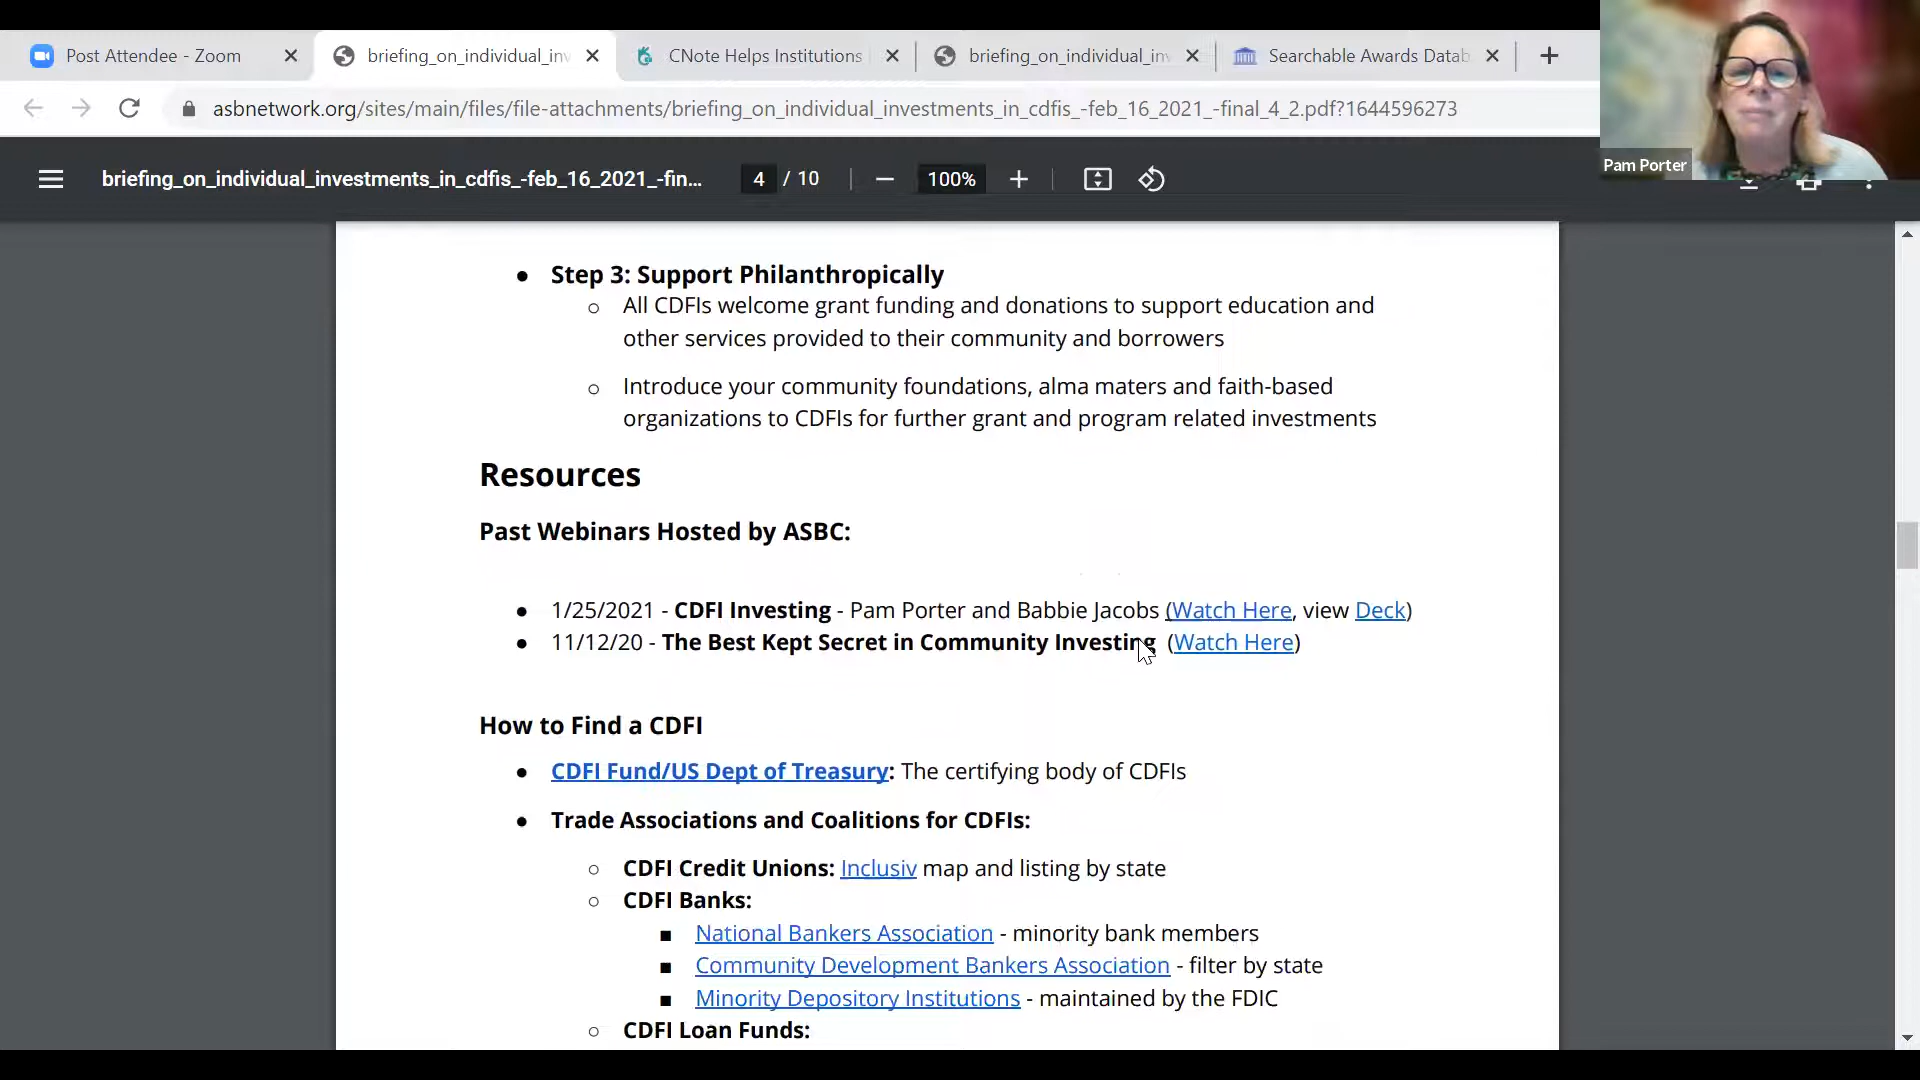 Post Attendee - Zoom
briefing_on_individual_inv
CNote Helps Institutions
briefing_on_individual_inv
Searchable Awards Datab
asbnetwork.org/sites/main/files/file-attachments/briefing_on_individual_investments_in_cdfis_-feb_16_2021_-final_4_2.pdf?1644596273
Pam Porter
briefing_on_individual_investments_in_cdfis_-feb_16_2021_-fin...
4 / 10
100%
● Step 3: Support Philanthropically
○ All CDFIs welcome grant funding and donations to support education and
other services provided to their community and borrowers
○ Introduce your community foundations, alma maters and faith-based
organizations to CDFIs for further grant and program related investments
Resources
Past Webinars Hosted by ASBC:
● 1/25/2021 - CDFI Investing - Pam Porter and Babbie Jacobs (Watch Here, view Deck)
● 11/12/20 - The Best Kept Secret in Community Investing (Watch Here)
How to Find a CDFI
● CDFI Fund/US Dept of Treasury: The certifying body of CDFIs
● Trade Associations and Coalitions for CDFIs:
○ CDFI Credit Unions: Inclusiv map and listing by state
○ CDFI Banks:
■ National Bankers Association - minority bank members
■ Community Development Bankers Association - filter by state
■ Minority Depository Institutions - maintained by the FDIC
○ CDFI Loan Funds: